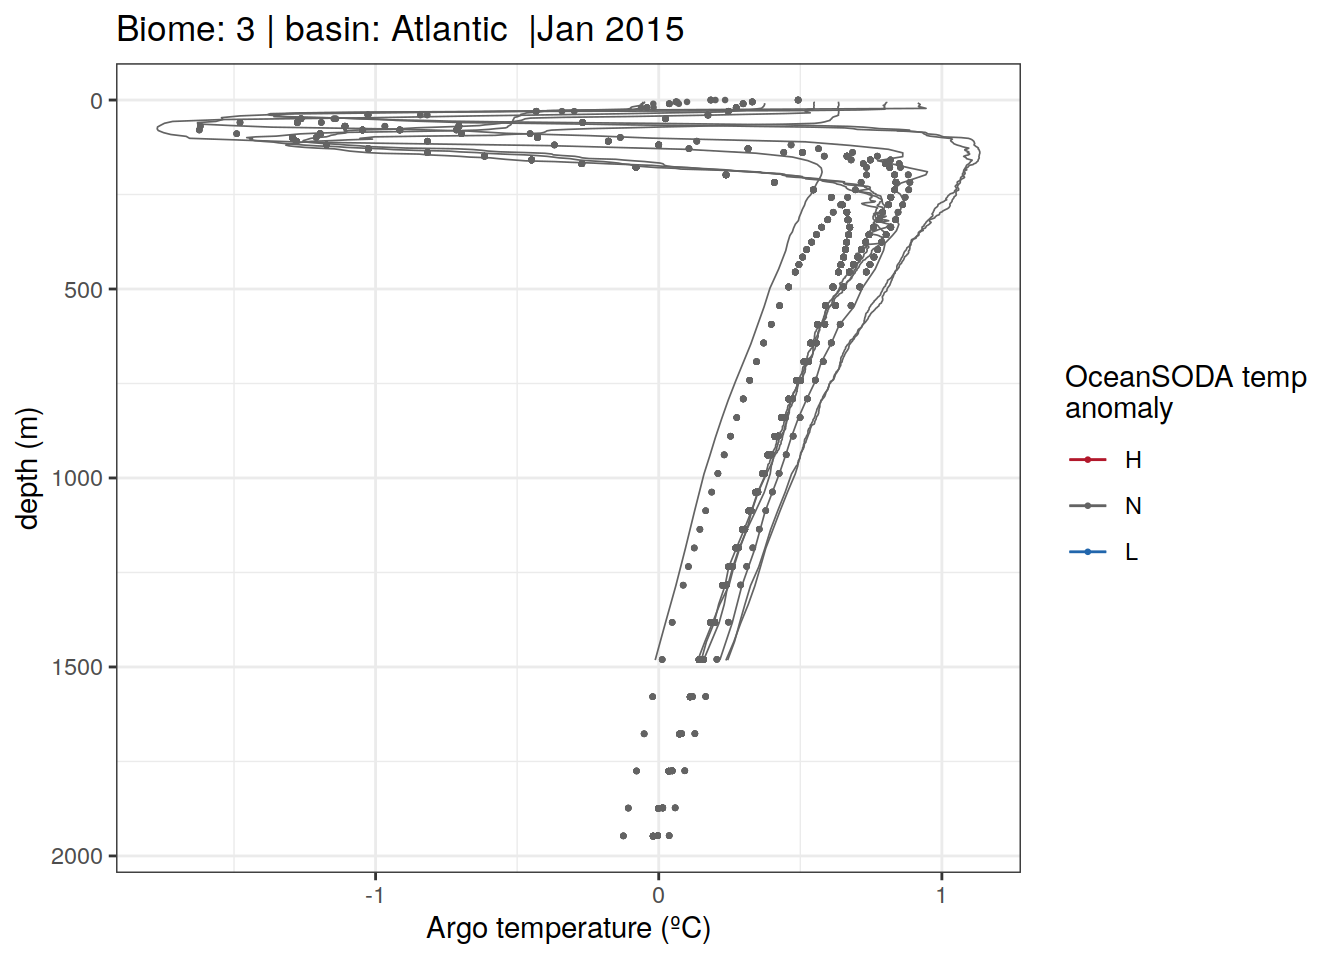 Biome: 3 | basin: Atlantic  |Jan 2015
0
500
1000
1500
2000
depth (m)
-1
0
1
Argo temperature (ºC)
OceanSODA temp
anomaly
H
N
L